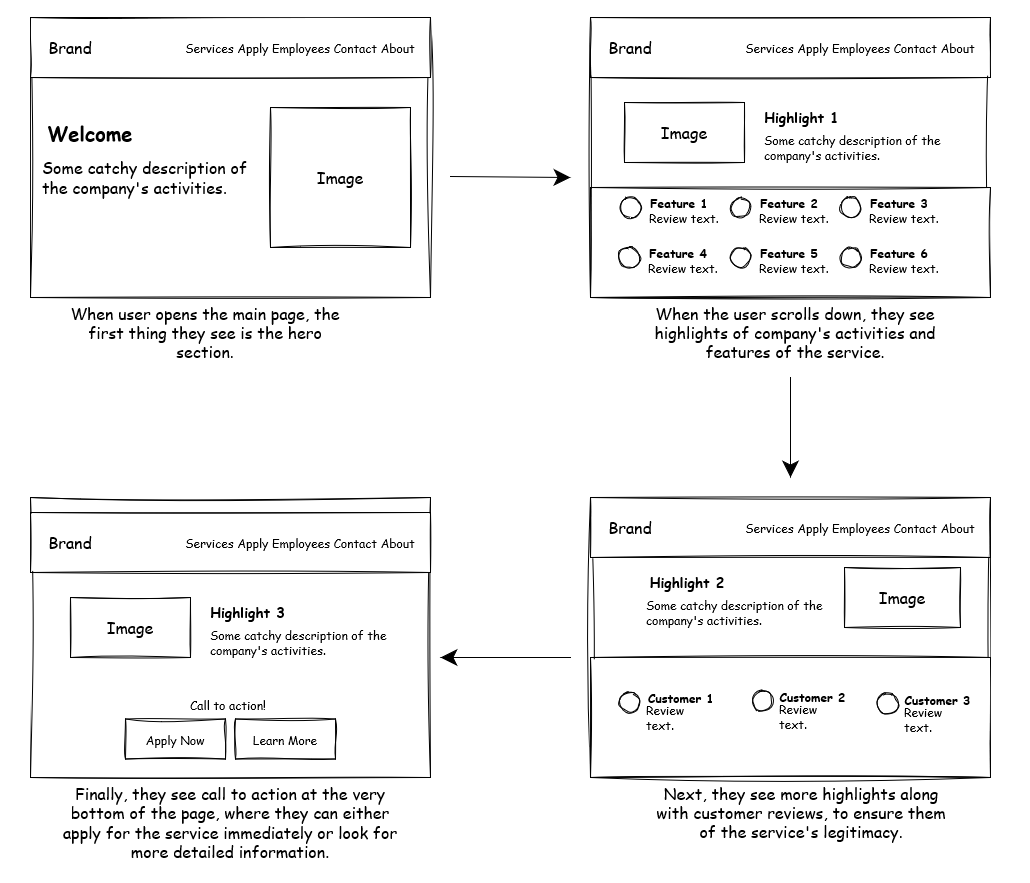 Brand
Services Apply Employees Contact About
Welcome
Some catchy description of
the company's activities.
Image
When user opens the main page, the
first thing they see is the hero
section.
Brand
Services Apply Employees Contact About
Image
Highlight 1
Some catchy description of the
company's activities.
Feature 1
Review text.
Feature 2
Review text.
Feature 3
Review text.
Feature 4
Review text.
Feature 5
Review text.
Feature 6
Review text.
When the user scrolls down, they see
highlights of company's activities and
features of the service.
Brand
Services Apply Employees Contact About
Highlight 2
Some catchy description of the
company's activities.
Image
Customer 1
Review
text.
Customer 2
Review
text.
Customer 3
Review
text.
Next, they see more highlights along
with customer reviews, to ensure them
of the service's legitimacy.
Brand
Services Apply Employees Contact About
Image
Highlight 3
Some catchy description of the
company's activities.
Call to action!
Apply Now
Learn More
Finally, they see call to action at the very
bottom of the page, where they can either
apply for the service immediately or look for
more detailed information.